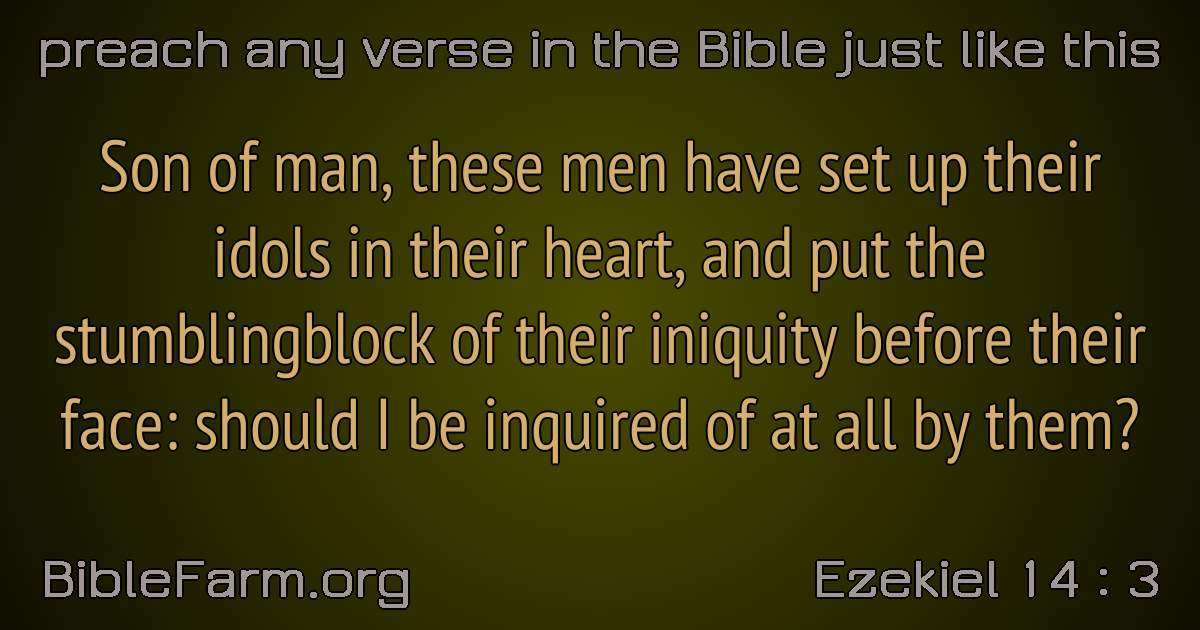 preach any verse in the Bible just like this
Son of man, these men have set up their
idols in their heart, and put the
stumblingblock of their iniquity before their
face: should I be inquired of at all by them?
BibleFarm.org
Ezekiel 14 : 3